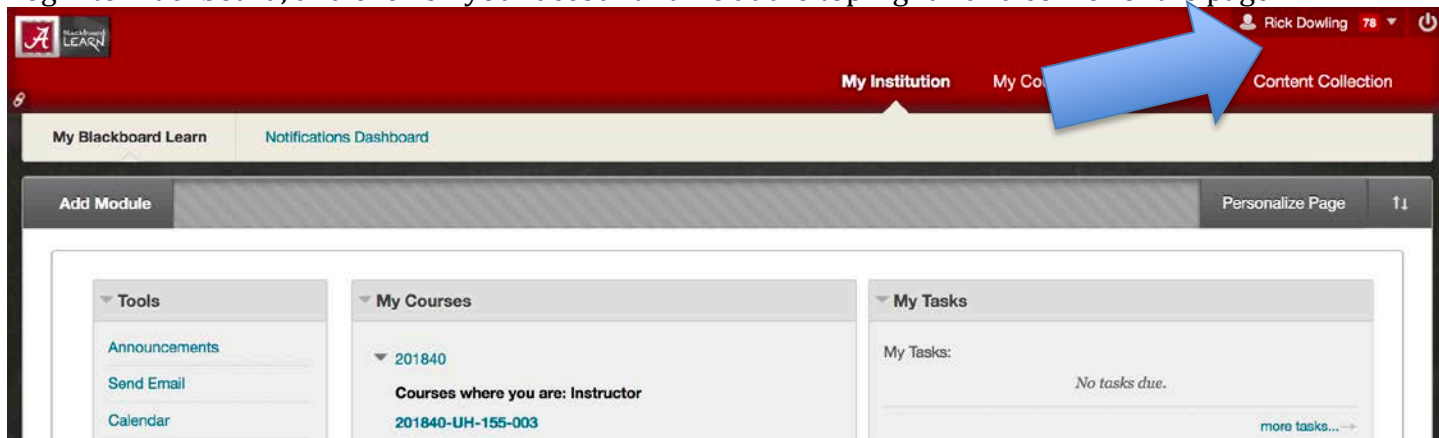 A Blackboard LEARN
Rick Dowling 78
My Institution My Co Content Collection
My Blackboard Learn Notifications Dashboard
Add Module Personalize Page
Tools
Announcements
Send Email
Calendar
My Courses
201840
Courses where you are: Instructor
201840-UH-155-003
My Tasks
My Tasks:
No tasks due.
more tasks...